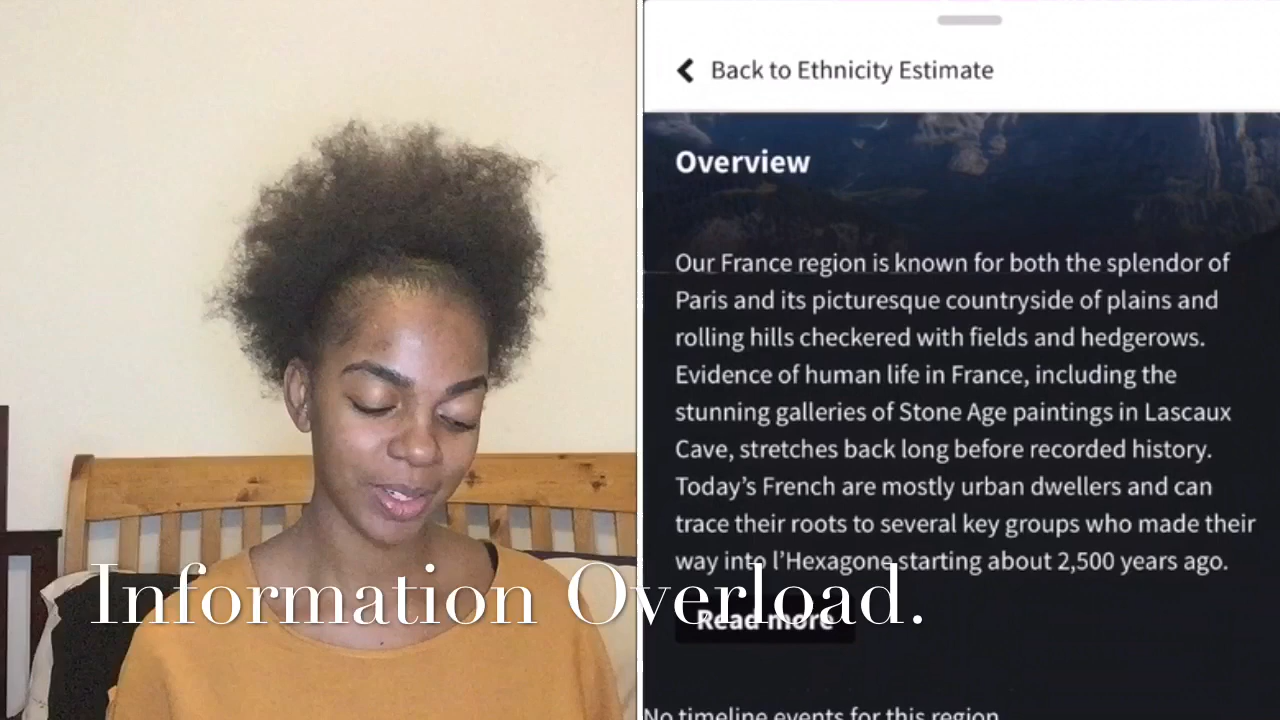 Back to Ethnicity Estimate
Overview
Our France region is known for both the splendor of
Paris and its picturesque countryside of plains and
rolling hills checkered with fields and hedgerows.
Evidence of human life in France, including the
stunning galleries of Stone Age paintings in Lascaux
Cave, stretches back long before recorded history.
Today’s French are mostly urban dwellers and can
trace their roots to several key groups who made their
way into l’Hexagone starting about 2,500 years ago.
Information Overload.
Read more
No timeline events for this region